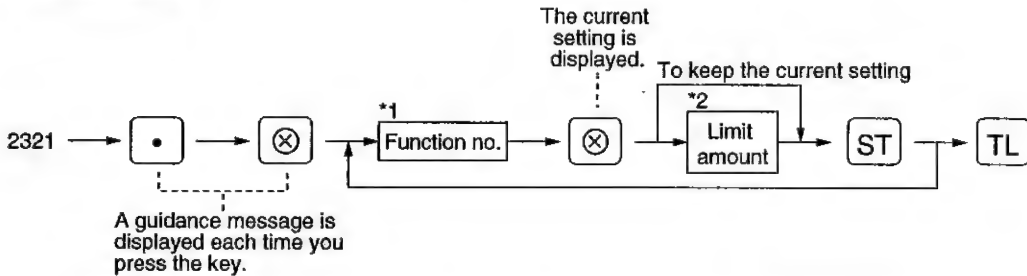 The current
setting is
displayed.
To keep the current setting
*1
*2
2321
•
⊗
Function no.
⊗
Limit
amount
ST
TL
A guidance message is
displayed each time you
press the key.